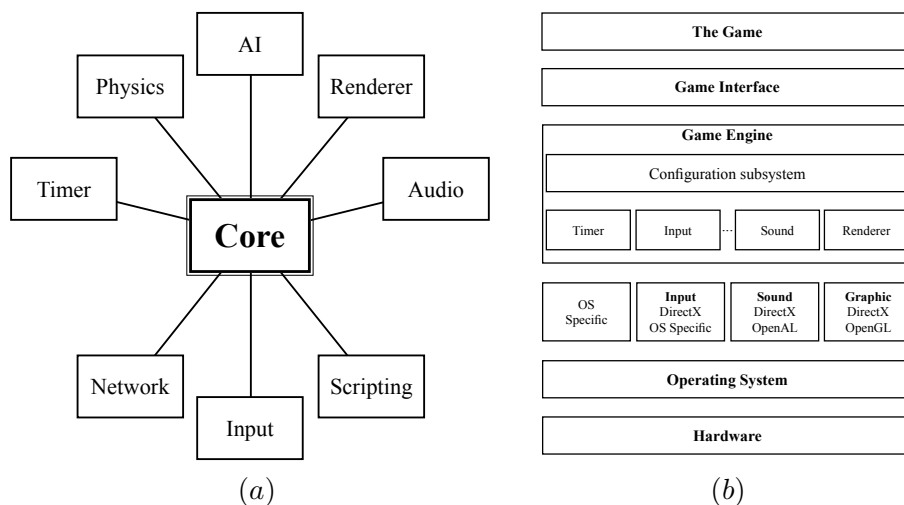 AI
Physics
Renderer
Timer
Audio
Core
Network
Scripting
Input
(a)
The Game
Game Interface
Game Engine
Configuration subsystem
Timer
Input
...
Sound
Renderer
OS
Specific
Input
DirectX
OS Specific
Sound
DirectX
OpenAL
Graphic
DirectX
OpenGL
Operating System
Hardware
(b)